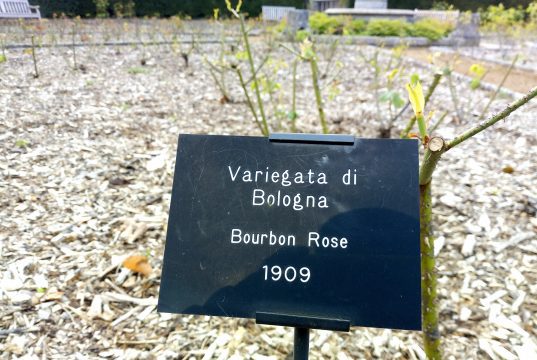 Variegata di
Bologna
Bourbon Rose
1909